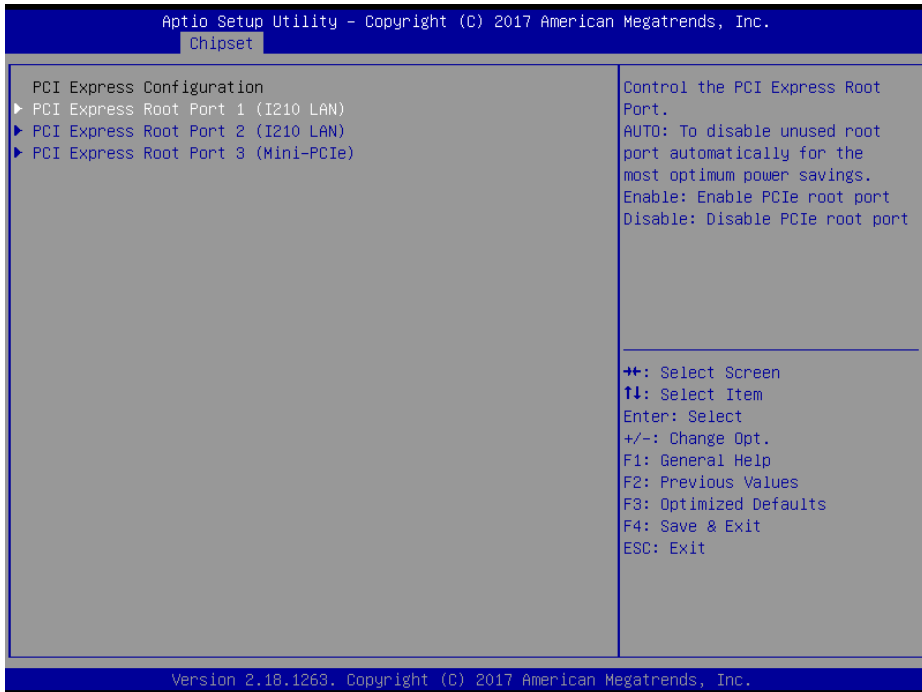 Aptio Setup Utility – Copyright (C) 2017 American Megatrends, Inc.
Chipset
PCI Express Configuration
▶ PCI Express Root Port 1 (I210 LAN)
▶ PCI Express Root Port 2 (I210 LAN)
▶ PCI Express Root Port 3 (Mini-PCIe)
Control the PCI Express Root
Port.
AUTO: To disable unused root
port automatically for the
most optimum power savings.
Enable: Enable PCIe root port
Disable: Disable PCIe root port
→←: Select Screen
↑↓: Select Item
Enter: Select
+/-: Change Opt.
F1: General Help
F2: Previous Values
F3: Optimized Defaults
F4: Save & Exit
ESC: Exit
Version 2.18.1263. Copyright (C) 2017 American Megatrends, Inc.